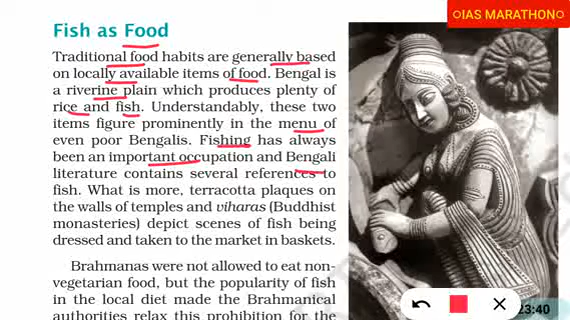 IAS MARATHON
Fish as Food
Traditional food habits are generally based
on locally available items of food. Bengal is
a riverine plain which produces plenty of
rice and fish. Understandably, these two
items figure prominently in the menu of
even poor Bengalis. Fishing has always
been an important occupation and Bengali
literature contains several references to
fish. What is more, terracotta plaques on
the walls of temples and viharas (Buddhist
monasteries) depict scenes of fish being
dressed and taken to the market in baskets.
Brahmanas were not allowed to eat non-
vegetarian food, but the popularity of fish
in the local diet made the Brahmanical
authorities relax this prohibition for the
23:40